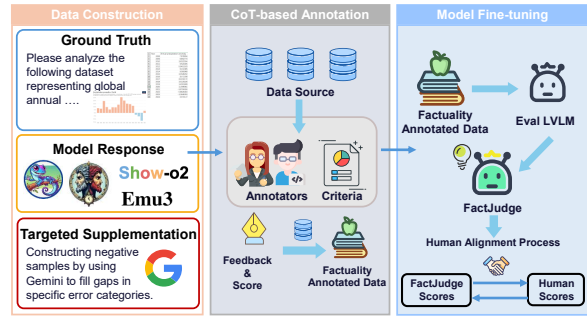 Data Construction
Ground Truth
Please analyze the
following dataset
representing global
annual ….
Model Response
Show-o2
Emu3
Targeted Supplementation
Constructing negative
samples by using
Gemini to fill gaps in
specific error categories.
CoT-based Annotation
Data Source
Annotators
Criteria
Feedback
&
Score
Factuality
Annotated Data
Model Fine-tuning
Factuality
Annotated Data
Eval LVLM
FactJudge
Human Alignment Process
FactJudge
Scores
Human
Scores